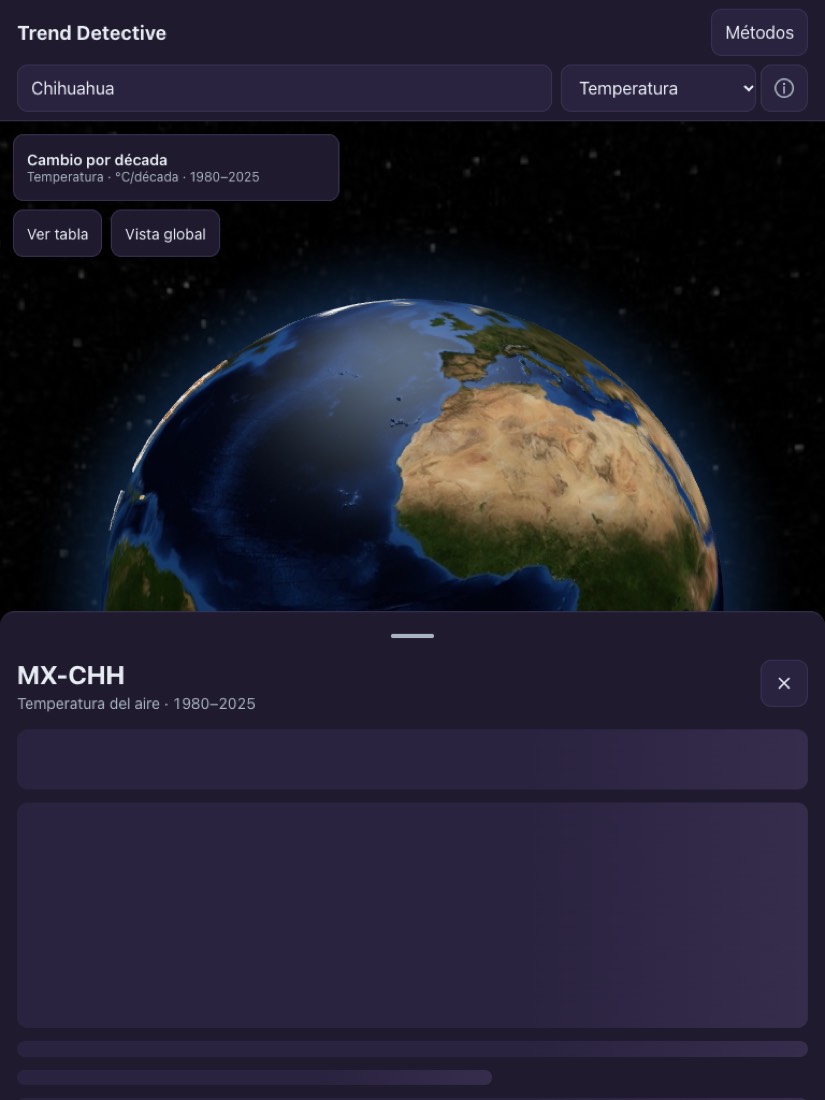 Trend Detective
Métodos
Chihuahua
Temperatura
Cambio por década
Temperatura · °C/década · 1980–2025
Ver tabla
Vista global
MX-CHH
Temperatura del aire · 1980–2025